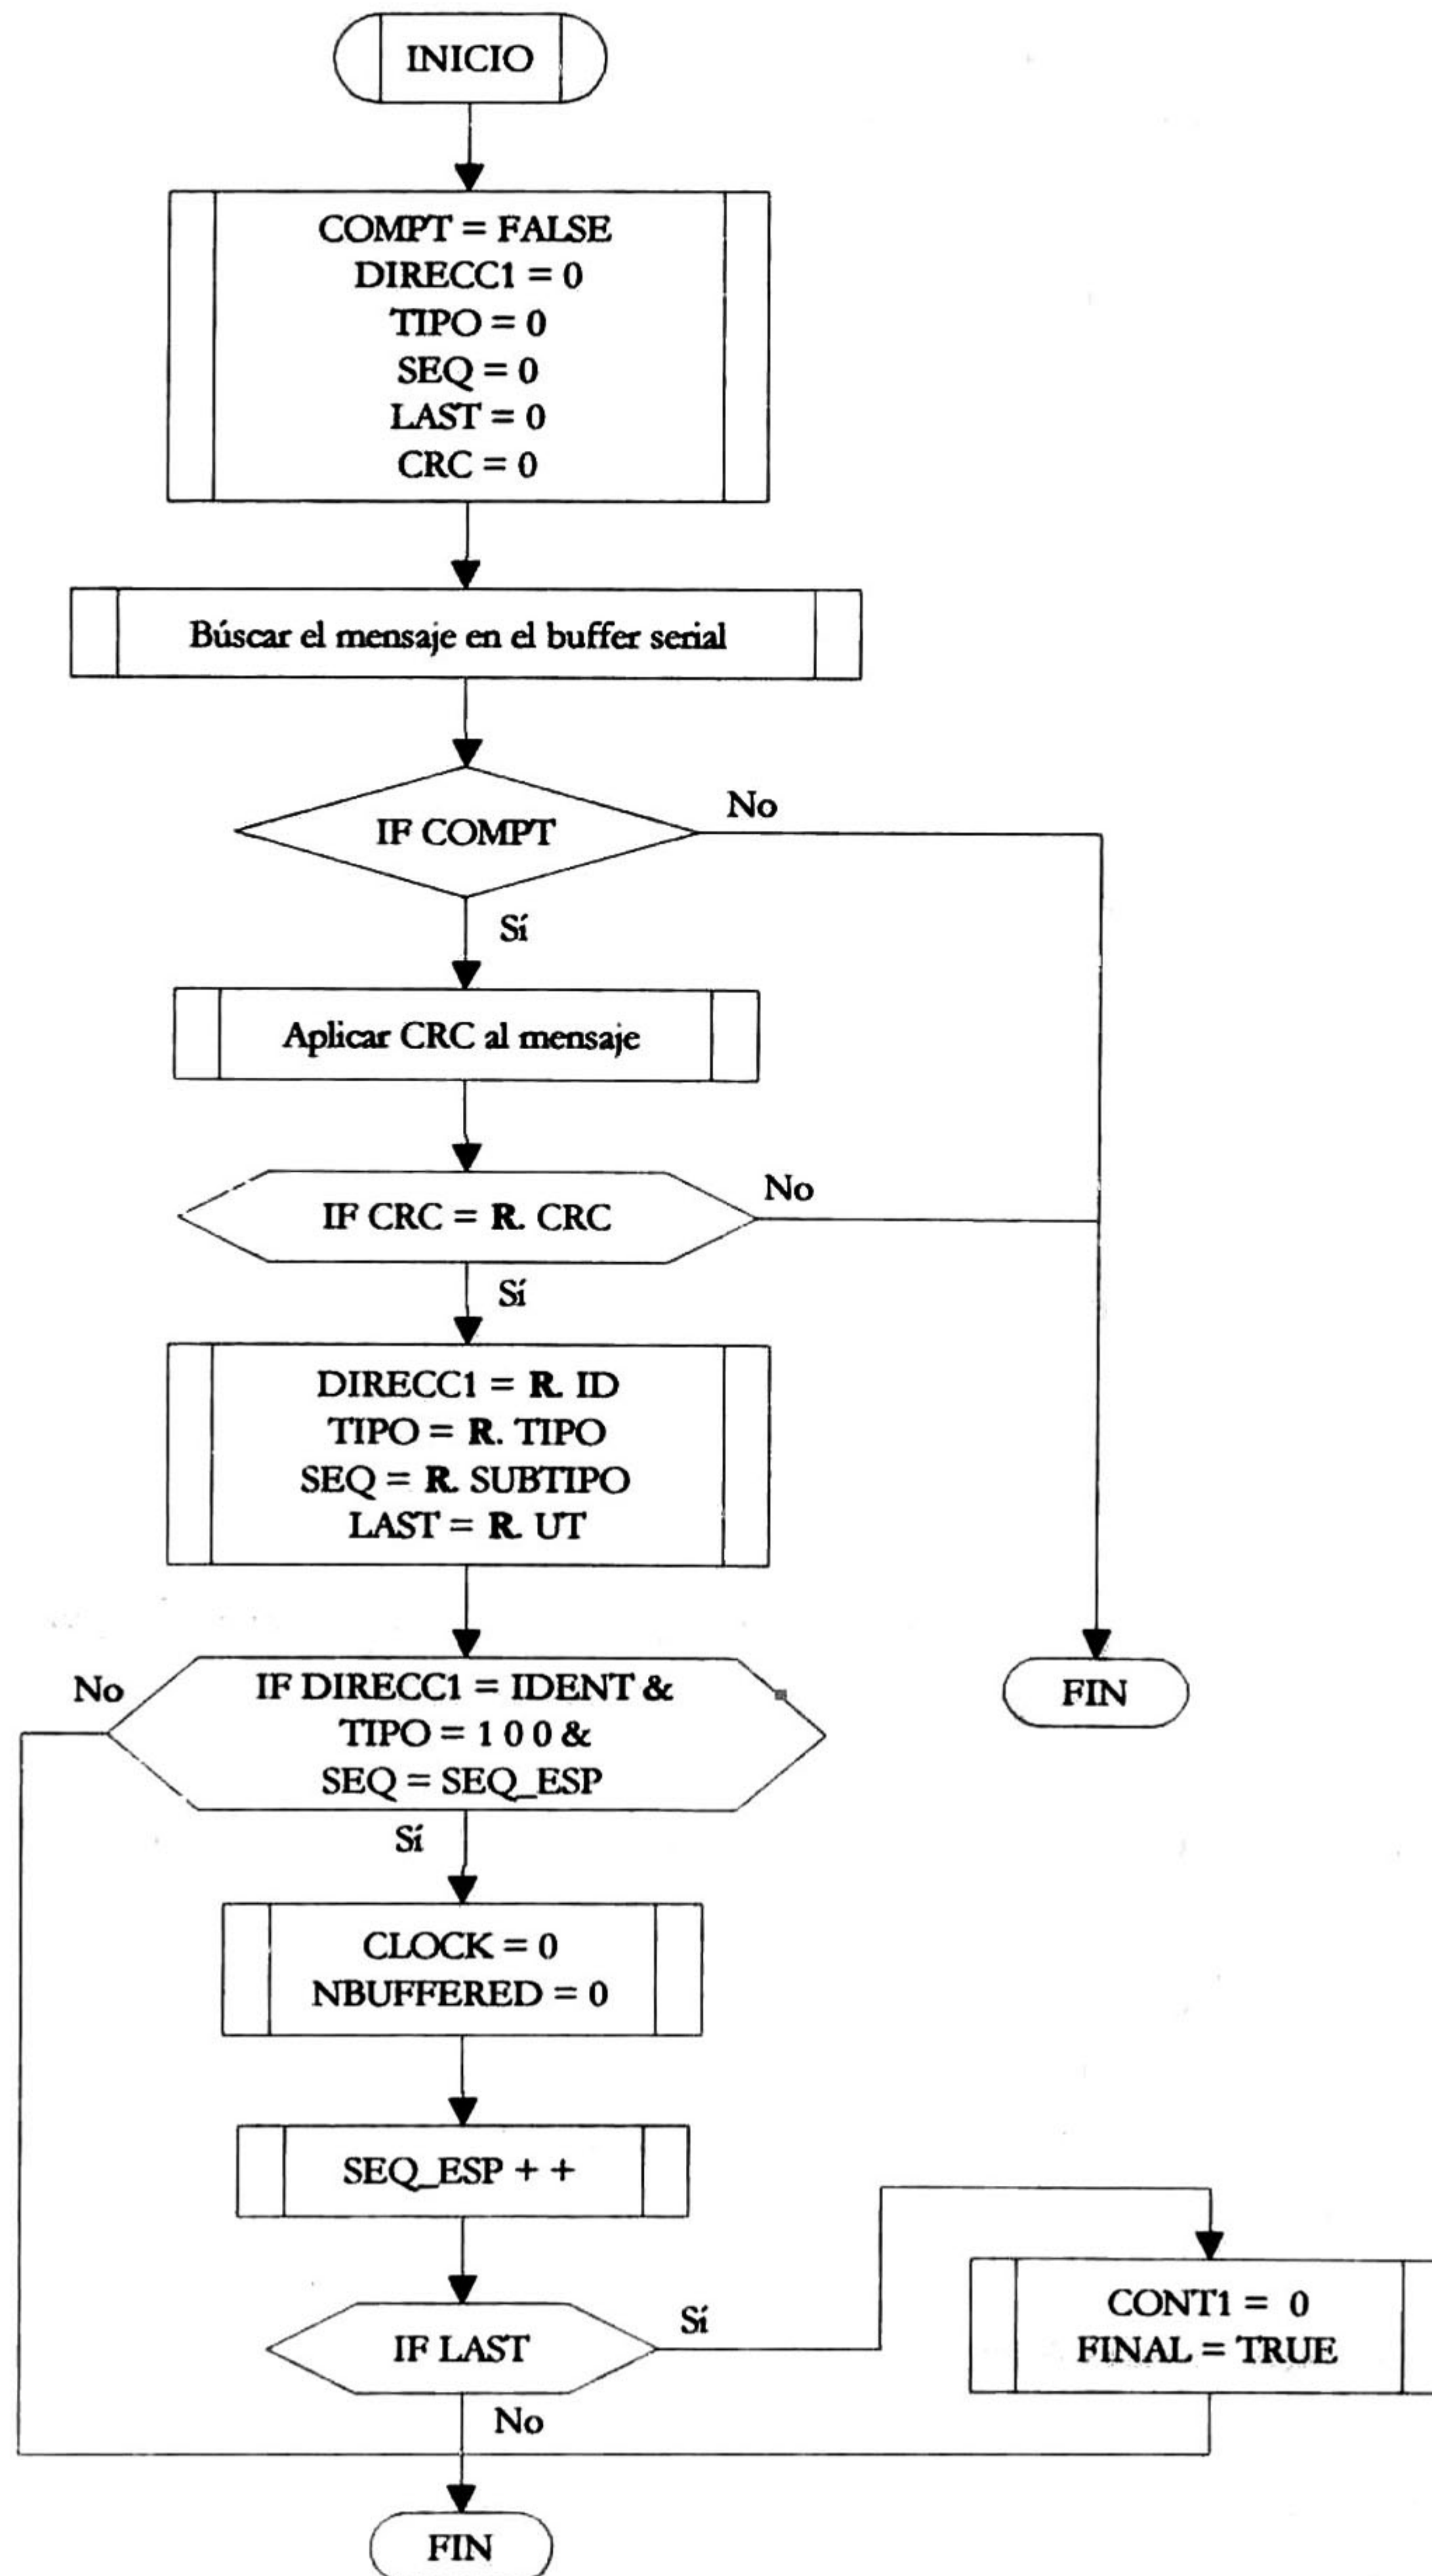 INICIO
COMPT = FALSE
DIRECC1 = 0
TIPO = 0
SEQ = 0
LAST = 0
CRC = 0
Búscar el mensaje en el buffer serial
IF COMPT
No
Sí
Aplicar CRC al mensaje
IF CRC = R. CRC
No
Sí
DIRECC1 = R. ID
TIPO = R. TIPO
SEQ = R. SUBTIPO
LAST = R. UT
No
IF DIRECC1 = IDENT &
TIPO = 1 0 0 &
SEQ = SEQ_ESP
FIN
Sí
CLOCK = 0
NBUFFERED = 0
SEQ_ESP + +
IF LAST
Sí
CONT1 = 0
FINAL = TRUE
No
FIN